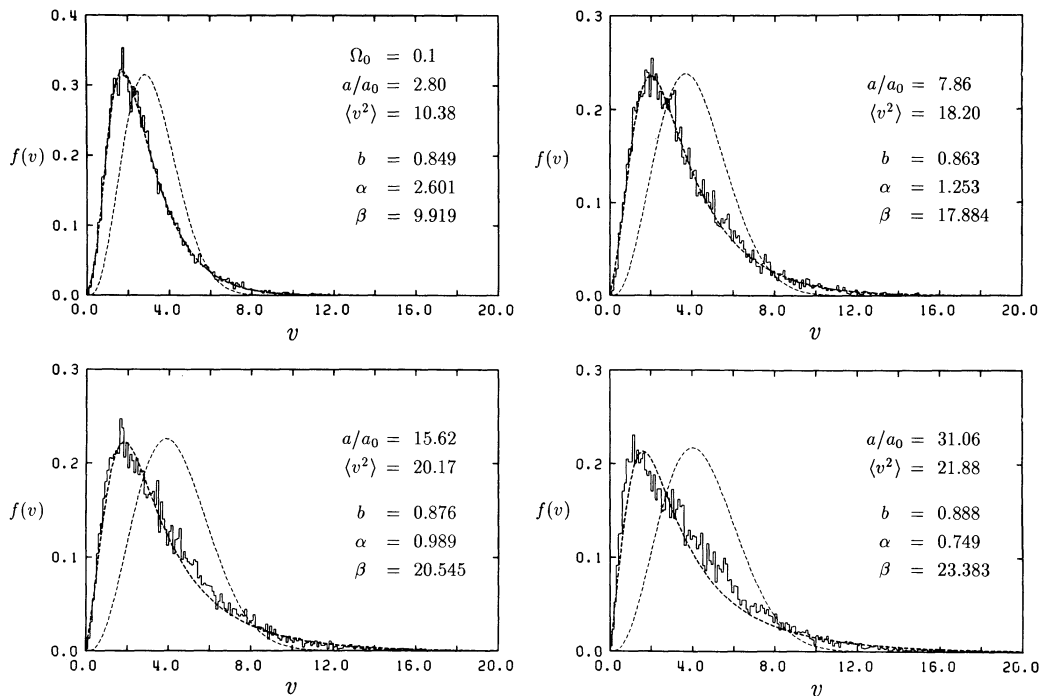 0.4
0.3
0.2
0.1
0.0
f(v)
0.0 4.0 8.0 12.0 16.0 20.0
v
Ω₀ = 0.1
a/a₀ = 2.80
⟨v²⟩ = 10.38
b = 0.849
α = 2.601
β = 9.919
0.3
0.2
0.1
0.0
f(v)
0.0 4.0 8.0 12.0 16.0 20.0
v
a/a₀ = 7.86
⟨v²⟩ = 18.20
b = 0.863
α = 1.253
β = 17.884
0.3
0.2
0.1
0.0
f(v)
0.0 4.0 8.0 12.0 16.0 20.0
v
a/a₀ = 15.62
⟨v²⟩ = 20.17
b = 0.876
α = 0.989
β = 20.545
0.3
0.2
0.1
0.0
f(v)
0.0 4.0 8.0 12.0 16.0 20.0
v
a/a₀ = 31.06
⟨v²⟩ = 21.88
b = 0.888
α = 0.749
β = 23.383